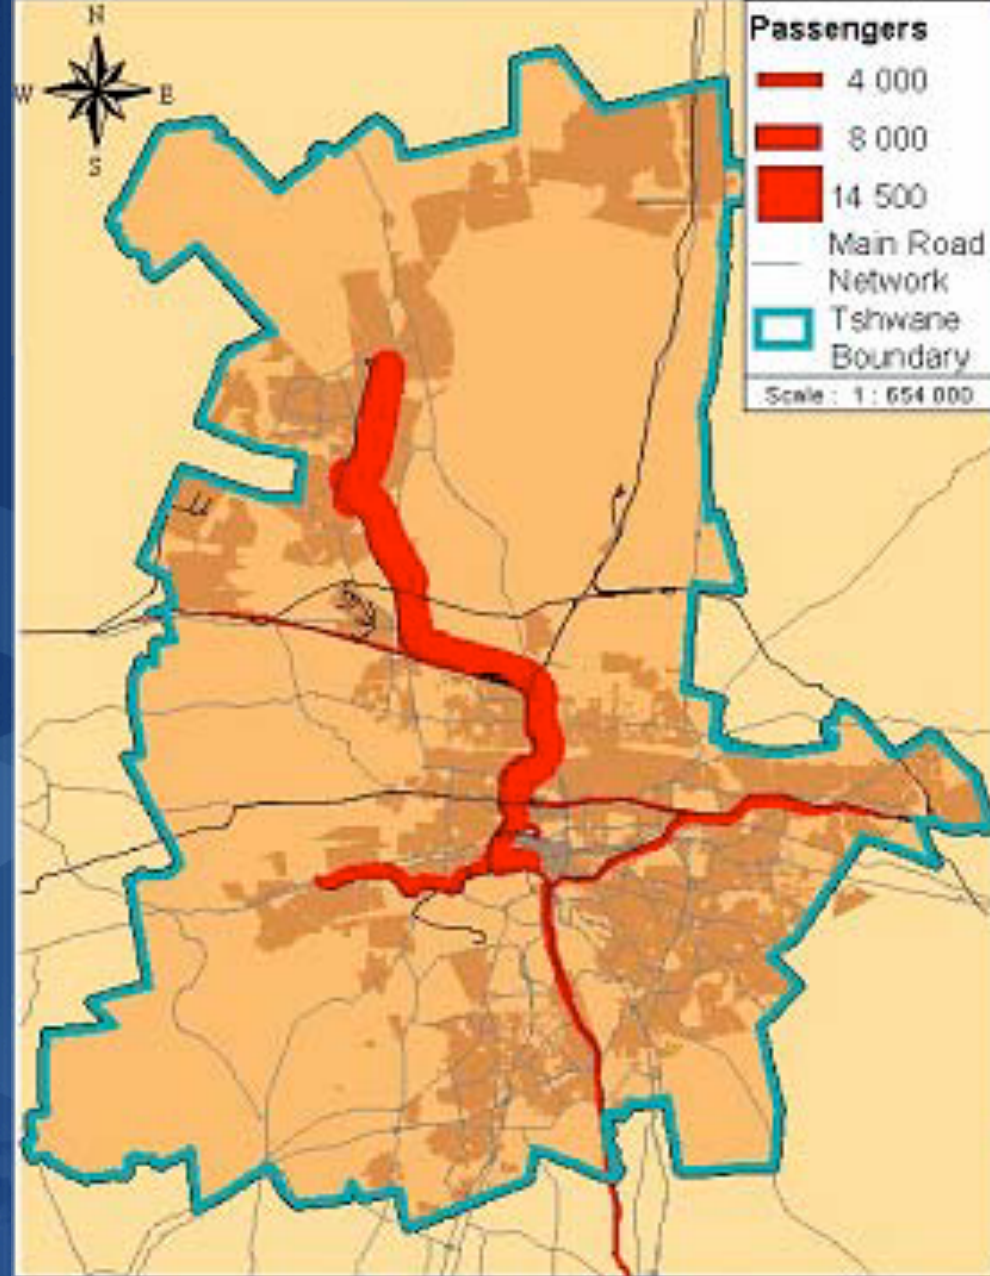 N
W E
S
Passengers
4 000
8 000
14 500
Main Road
Network
Tshwane
Boundary
Scale : 1 : 654 000